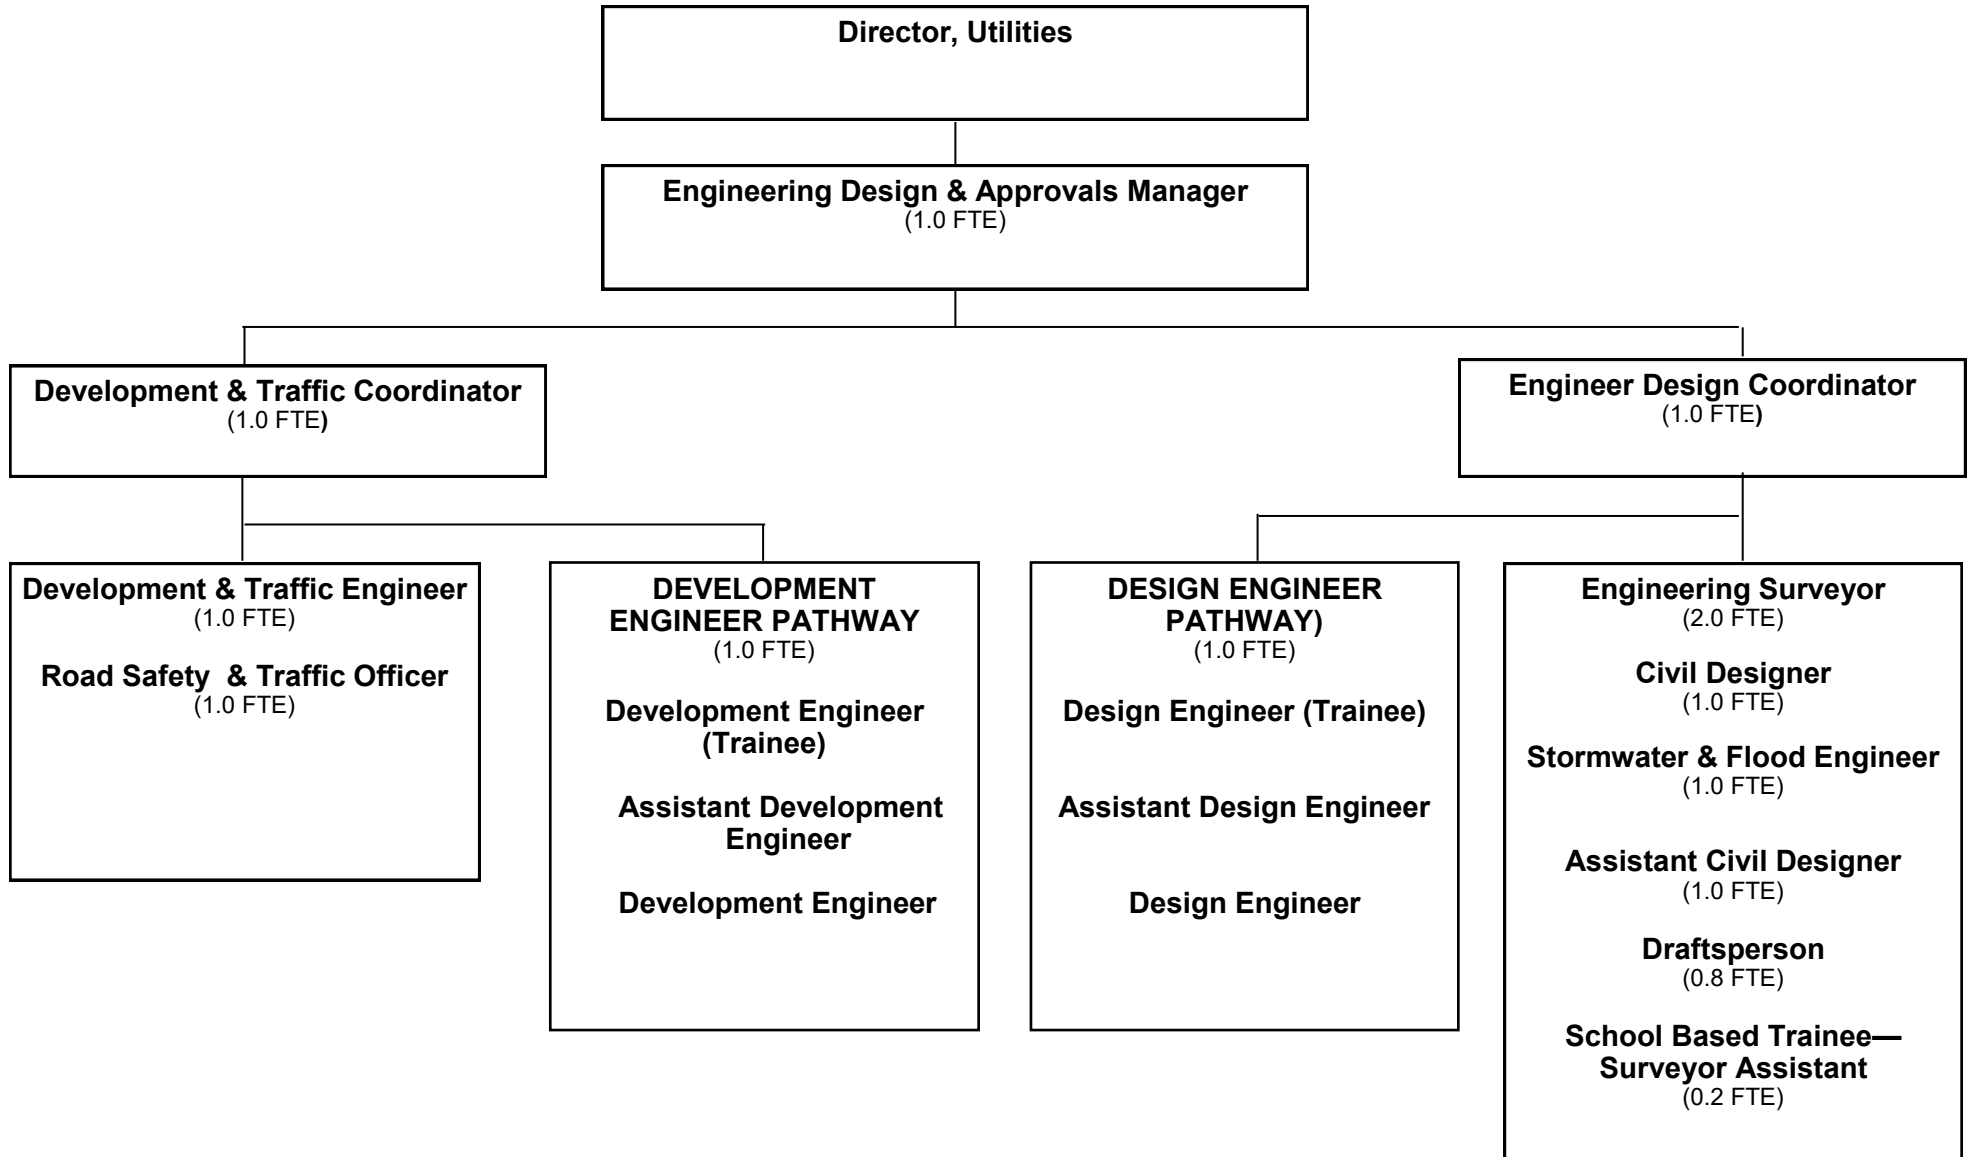 Director, Utilities
Engineering Design & Approvals Manager
(1.0 FTE)
Development & Traffic Coordinator
(1.0 FTE)
Engineer Design Coordinator
(1.0 FTE)
Development & Traffic Engineer
(1.0 FTE)
Road Safety  & Traffic Officer
(1.0 FTE)
DEVELOPMENT
ENGINEER PATHWAY
(1.0 FTE)
Development Engineer
(Trainee)
Assistant Development
Engineer
Development Engineer
DESIGN ENGINEER
PATHWAY)
(1.0 FTE)
Design Engineer (Trainee)
Assistant Design Engineer
Design Engineer
Engineering Surveyor
(2.0 FTE)
Civil Designer
(1.0 FTE)
Stormwater & Flood Engineer
(1.0 FTE)
Assistant Civil Designer
(1.0 FTE)
Draftsperson
(0.8 FTE)
School Based Trainee—
Surveyor Assistant
(0.2 FTE)